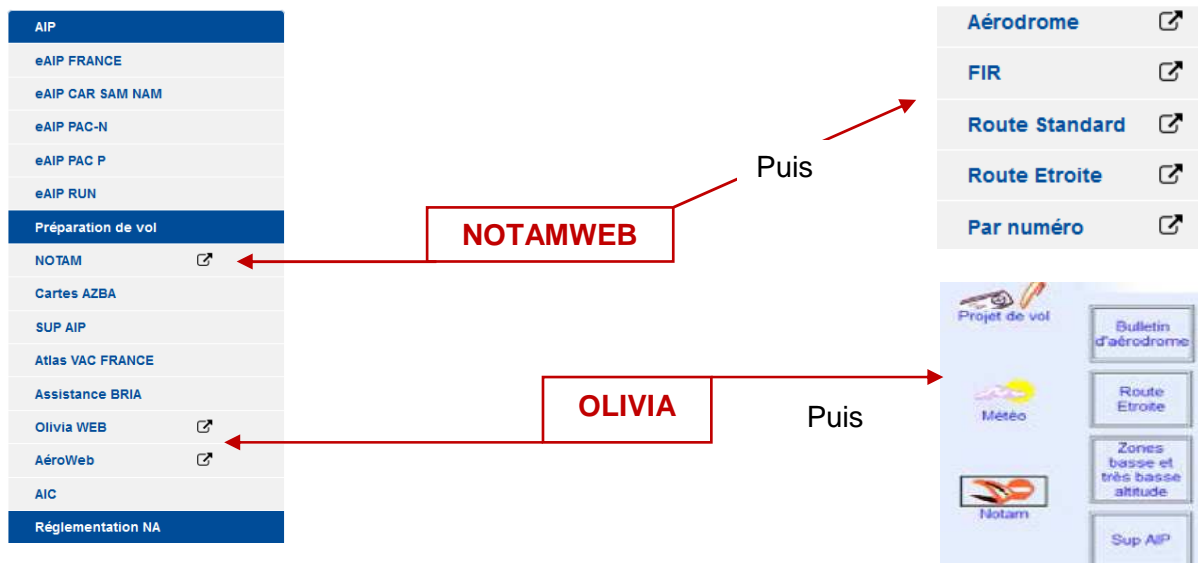 AIP
eAIP FRANCE
eAIP CAR SAM NAM
eAIP PAC-N
eAIP PAC P
eAIP RUN
Préparation de vol
NOTAM
Cartes AZBA
SUP AIP
Atlas VAC FRANCE
Assistance BRIA
Olivia WEB
AéroWeb
AIC
Réglementation NA
NOTAMWEB
Puis
Aérodrome
FIR
Route Standard
Route Etroite
Par numéro
OLIVIA
Puis
Projet de vol
Météo
Notam
Bulletin
d'aérodrome
Route
Etroite
Zones
basse et
très basse
altitude
Sup AIP